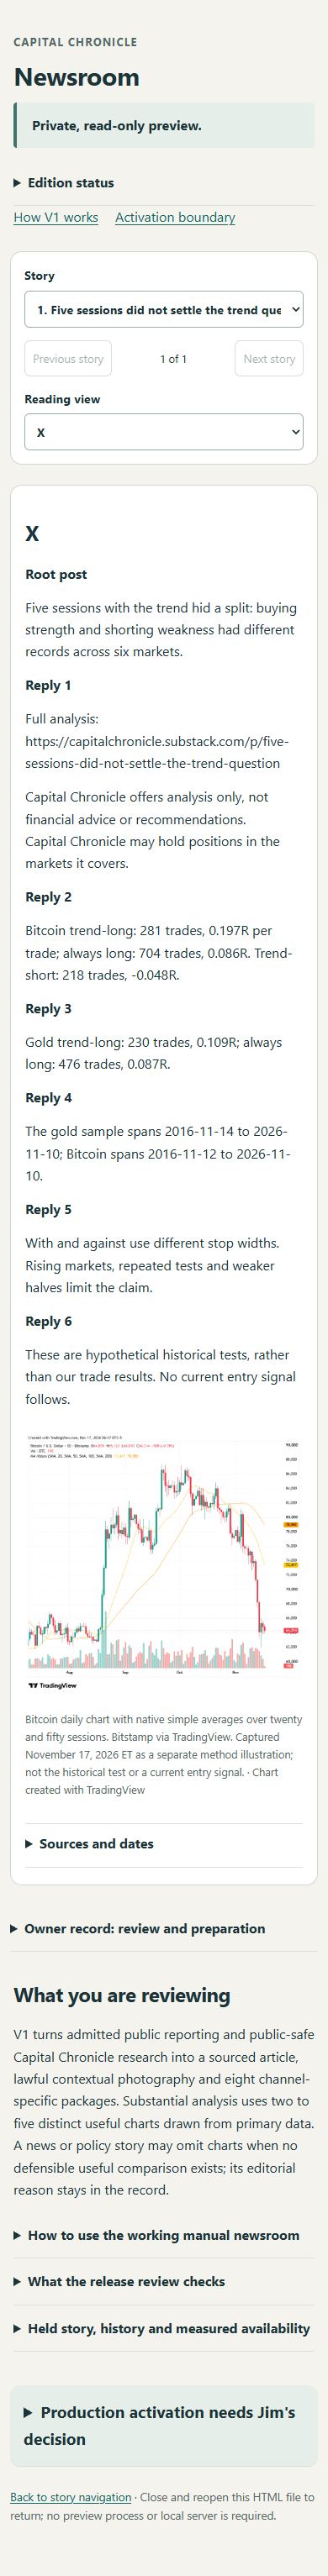 CAPITAL CHRONICLE
Newsroom
Private, read-only preview.
Edition status
How V1 works Activation boundary
Story
1. Five sessions did not settle the trend que
Previous story 1 of 1 Next story
Reading view
X
X
Root post
Five sessions with the trend hid a split: buying
strength and shorting weakness had different
records across six markets.
Reply 1
Full analysis:
https://capitalchronicle.substack.com/p/five-
sessions-did-not-settle-the-trend-question
Capital Chronicle offers analysis only, not
financial advice or recommendations.
Capital Chronicle may hold positions in the
markets it covers.
Reply 2
Bitcoin trend-long: 281 trades, 0.197R per
trade; always long: 704 trades, 0.086R. Trend-
short: 218 trades, -0.048R.
Reply 3
Gold trend-long: 230 trades, 0.109R; always
long: 476 trades, 0.087R.
Reply 4
The gold sample spans 2016-11-14 to 2026-
11-10; Bitcoin spans 2016-11-12 to 2026-11-
10.
Reply 5
With and against use different stop widths.
Rising markets, repeated tests and weaker
halves limit the claim.
Reply 6
These are hypothetical historical tests, rather
than our trade results. No current entry signal
follows.
TradingView
Bitcoin daily chart with native simple averages over twenty
and fifty sessions. Bitstamp via TradingView. Captured
November 17, 2026 ET as a separate method illustration;
not the historical test or a current entry signal. · Chart
created with TradingView
Sources and dates
Owner record: review and preparation
What you are reviewing
V1 turns admitted public reporting and public-safe
Capital Chronicle research into a sourced article,
lawful contextual photography and eight channel-
specific packages. Substantial analysis uses two to
five distinct useful charts drawn from primary data.
A news or policy story may omit charts when no
defensible useful comparison exists; its editorial
reason stays in the record.
How to use the working manual newsroom
What the release review checks
Held story, history and measured availability
Production activation needs Jim's
decision
Back to story navigation · Close and reopen this HTML file to
return; no preview process or local server is required.